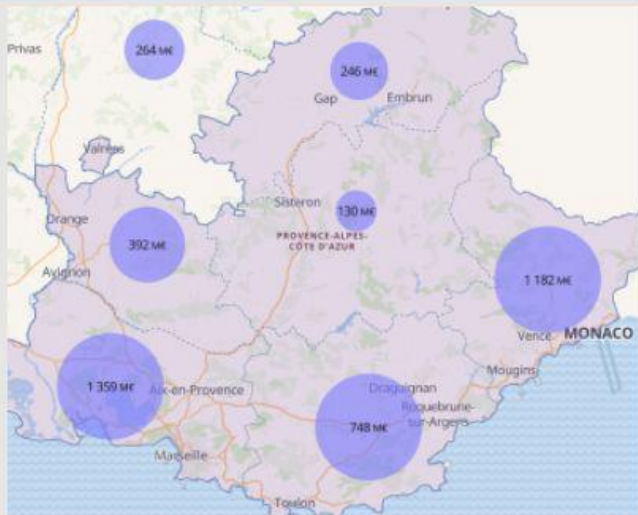 Privas
264 M€
246 M€
Gap
Embrun
Valréas
Orange
Sisteron
130 M€
PROVENCE-ALPES-
CÔTE D'AZUR
392 M€
Avignon
1 182 M€
Vence
MONACO
Mougins
1 359 M€
Aix-en-Provence
Draguignan
Roquebrune-
sur-Argens
748 M€
Marseille
Toulon